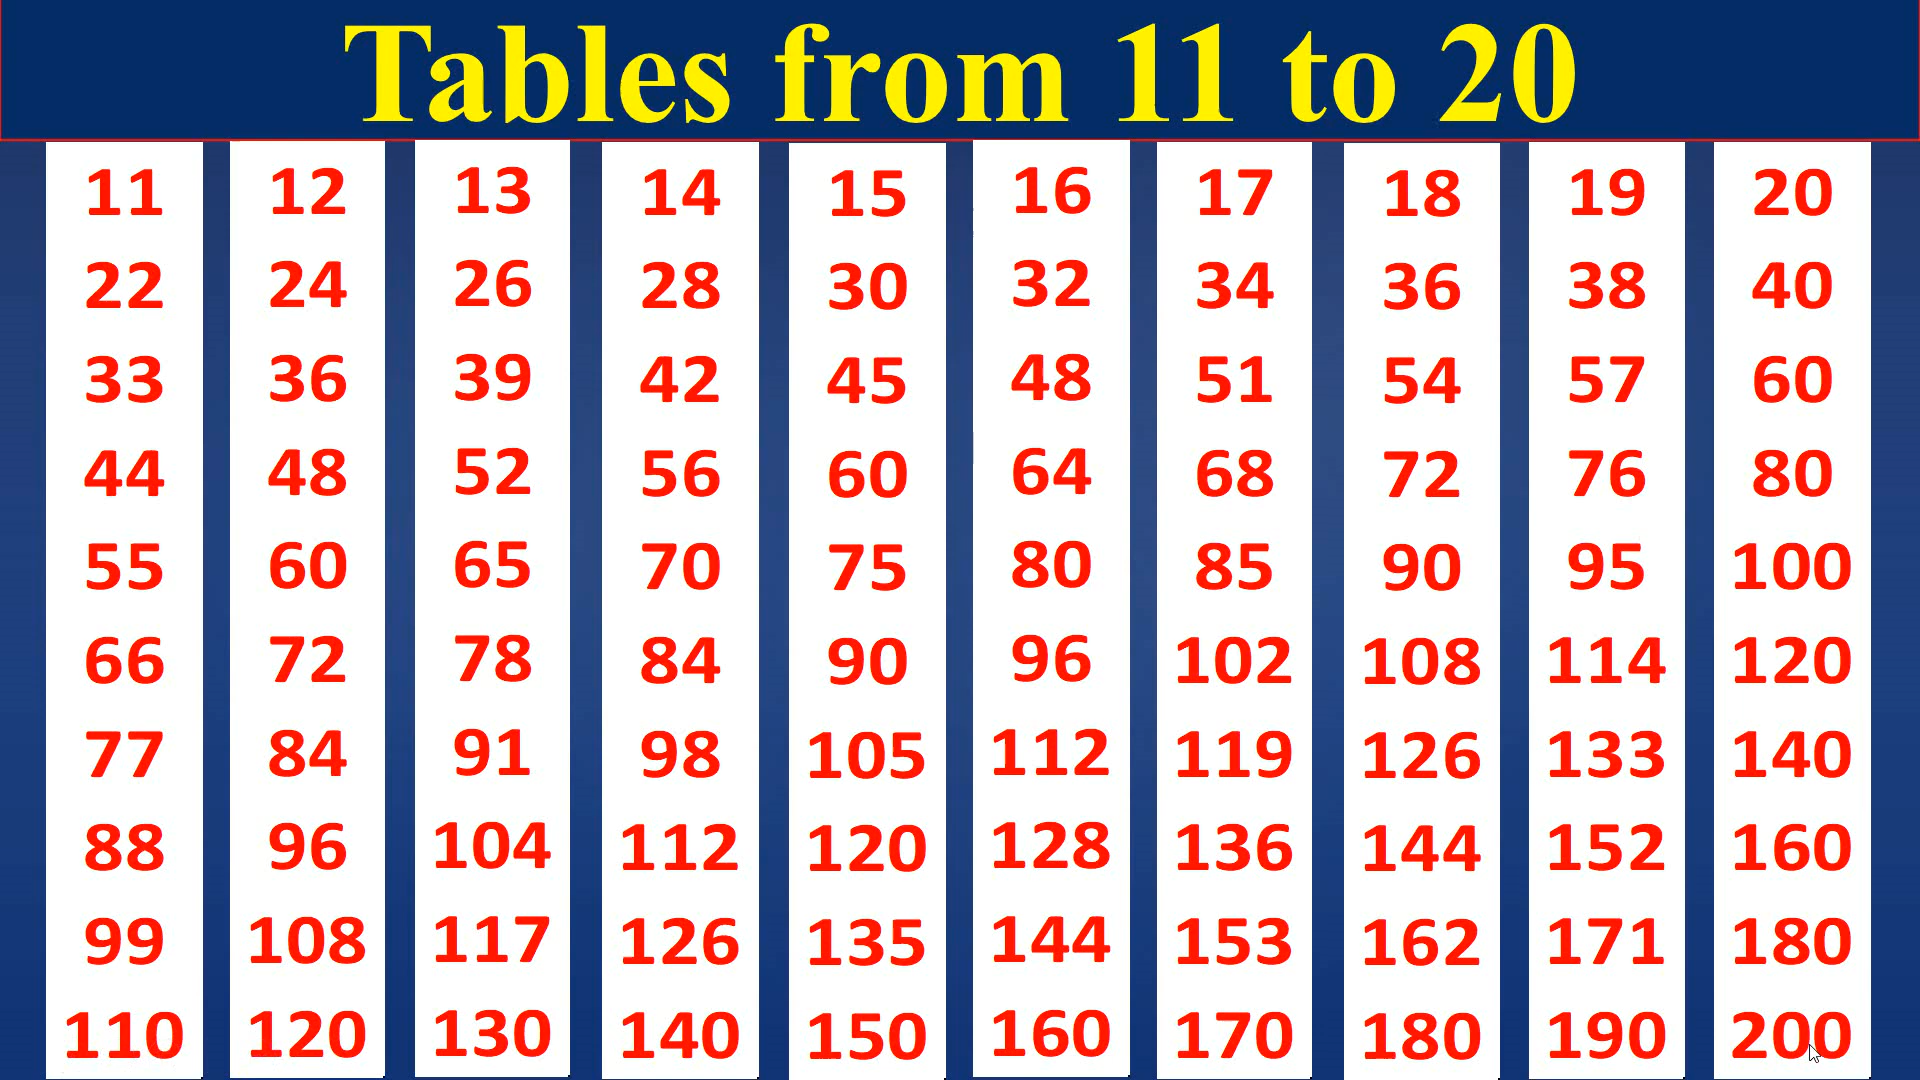 Tables from 11 to 20
11 12 13 14 15 16 17 18 19 20
22 24 26 28 30 32 34 36 38 40
33 36 39 42 45 48 51 54 57 60
44 48 52 56 60 64 68 72 76 80
55 60 65 70 75 80 85 90 95 100
66 72 78 84 90 96 102 108 114 120
77 84 91 98 105 112 119 126 133 140
88 96 104 112 120 128 136 144 152 160
99 108 117 126 135 144 153 162 171 180
110 120 130 140 150 160 170 180 190 200